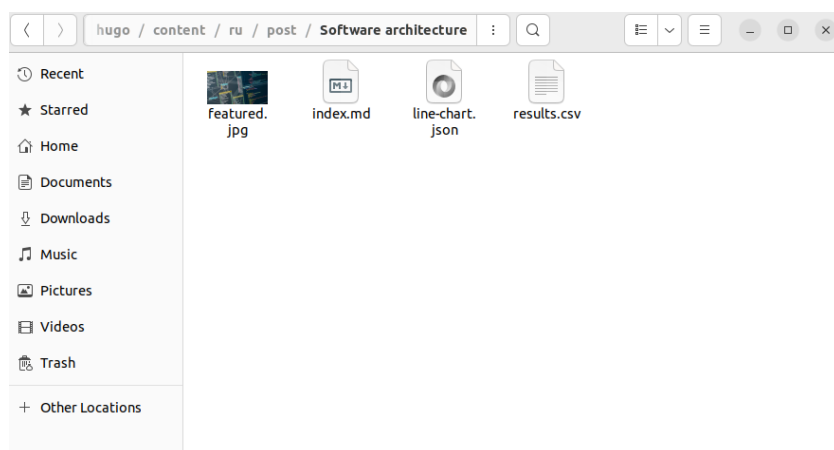 hugo / content / ru / post / Software architecture
Recent
Starred
Home
Documents
Downloads
Music
Pictures
Videos
Trash
Other Locations
featured.
jpg
index.md
line-chart.
json
results.csv